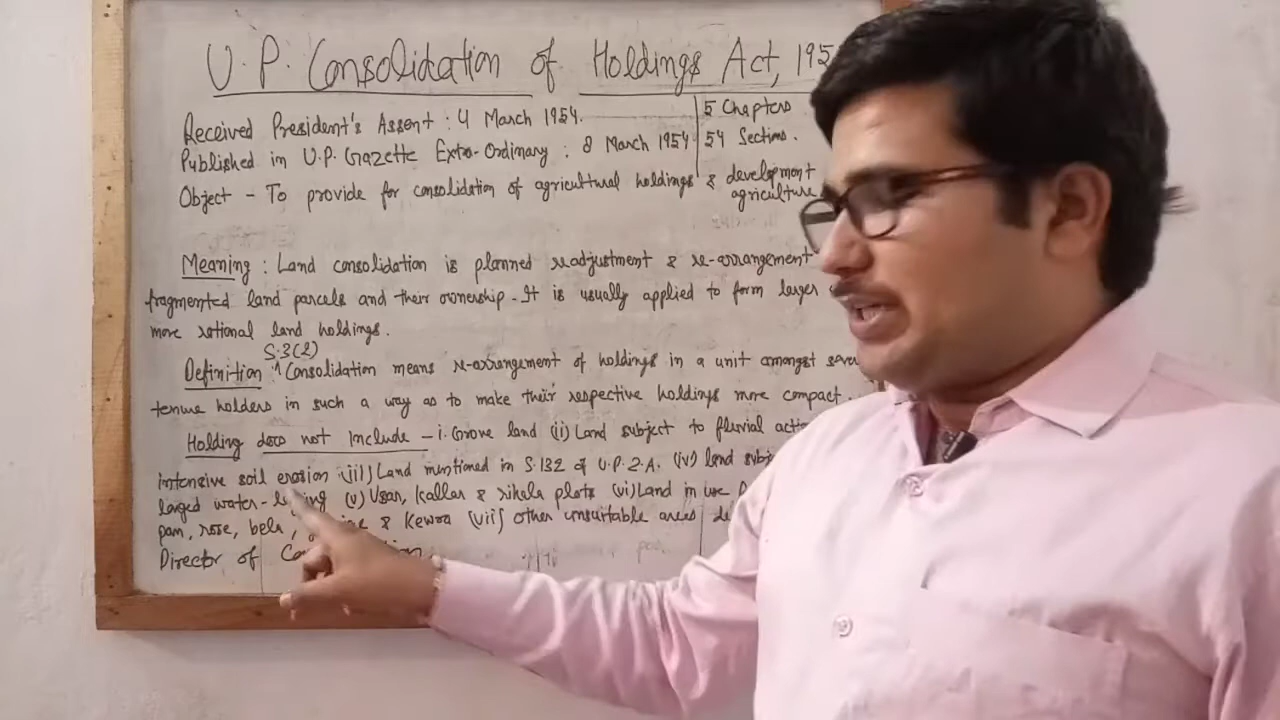 U.P. Consolidation of Holdings Act, 195
Received President's Assent : 4 March 1954.
5 Chapters
Published in U.P. Gazette Extra-Ordinary : 8 March 1954
54 Sections.
Object - To provide for consolidation of agricultural holdings & development
agriculture
Meaning : Land consolidation is planned readjustment & re-arrangement
fragmented land parcels and their ownership. It is usually applied to form larger
more rational land holdings.
S.3(2)
Definition : ^ Consolidation means re-arrangement of holdings in a unit amongst seve
tenure holders in such a way as to make their respective holdings more compact.
Holding does not include - i. Grove land (ii) Land subject to fluvial acti
intensive soil erosion (iii) Land mentioned in S.132 of U.P.Z.A. (iv) land subj
water- (v) Usar, Kallar & rihala plots (vi) Land in use
pan, rose, bela, & Kewra (vii) other unsuitable areas de
Director of